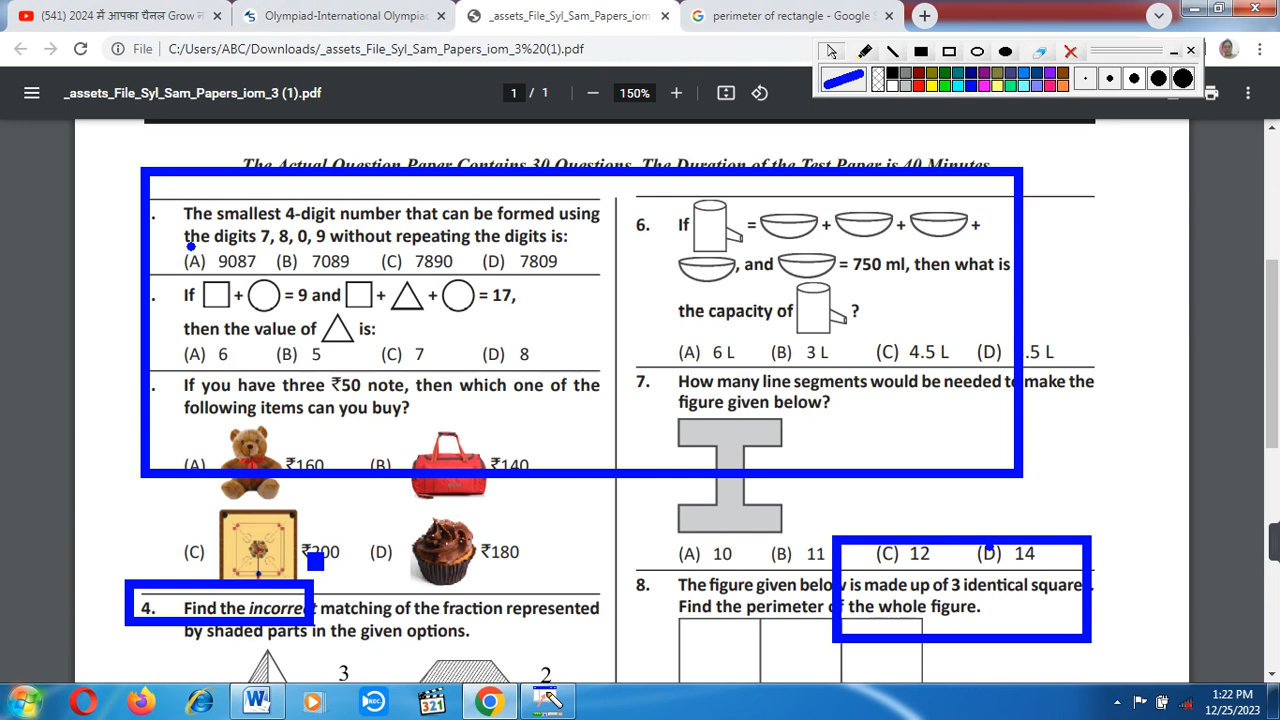 (541) 2024 में आपका चैनल Grow
Olympiad-International Olympiad
_assets_File_Syl_Sam_Papers_iom
perimeter of rectangle - Google S
File
C:/Users/ABC/Downloads/_assets_File_Syl_Sam_Papers_iom_3%20(1).pdf
_assets_File_Syl_Sam_Papers_iom_3 (1).pdf
1 / 1
150%
The Actual Question Paper Contains 30 Questions. The Duration of the Test Paper is 40 Minutes.
. The smallest 4-digit number that can be formed using
the digits 7, 8, 0, 9 without repeating the digits is:
(A) 9087 (B) 7089 (C) 7890 (D) 7809
. If + = 9 and + + = 17,
then the value of is:
(A) 6 (B) 5 (C) 7 (D) 8
. If you have three ₹50 note, then which one of the
following items can you buy?
(A) ₹160 (B) ₹140
(C) ₹200 (D) ₹180
4. Find the incorrect matching of the fraction represented
by shaded parts in the given options.
3 2
6. If = + + +
, and = 750 ml, then what is
the capacity of ?
(A) 6 L (B) 3 L (C) 4.5 L (D) .5 L
7. How many line segments would be needed to make the
figure given below?
(A) 10 (B) 11 (C) 12 (D) 14
8. The figure given below is made up of 3 identical squares.
Find the perimeter of the whole figure.
REC
321
1:22 PM
12/25/2023